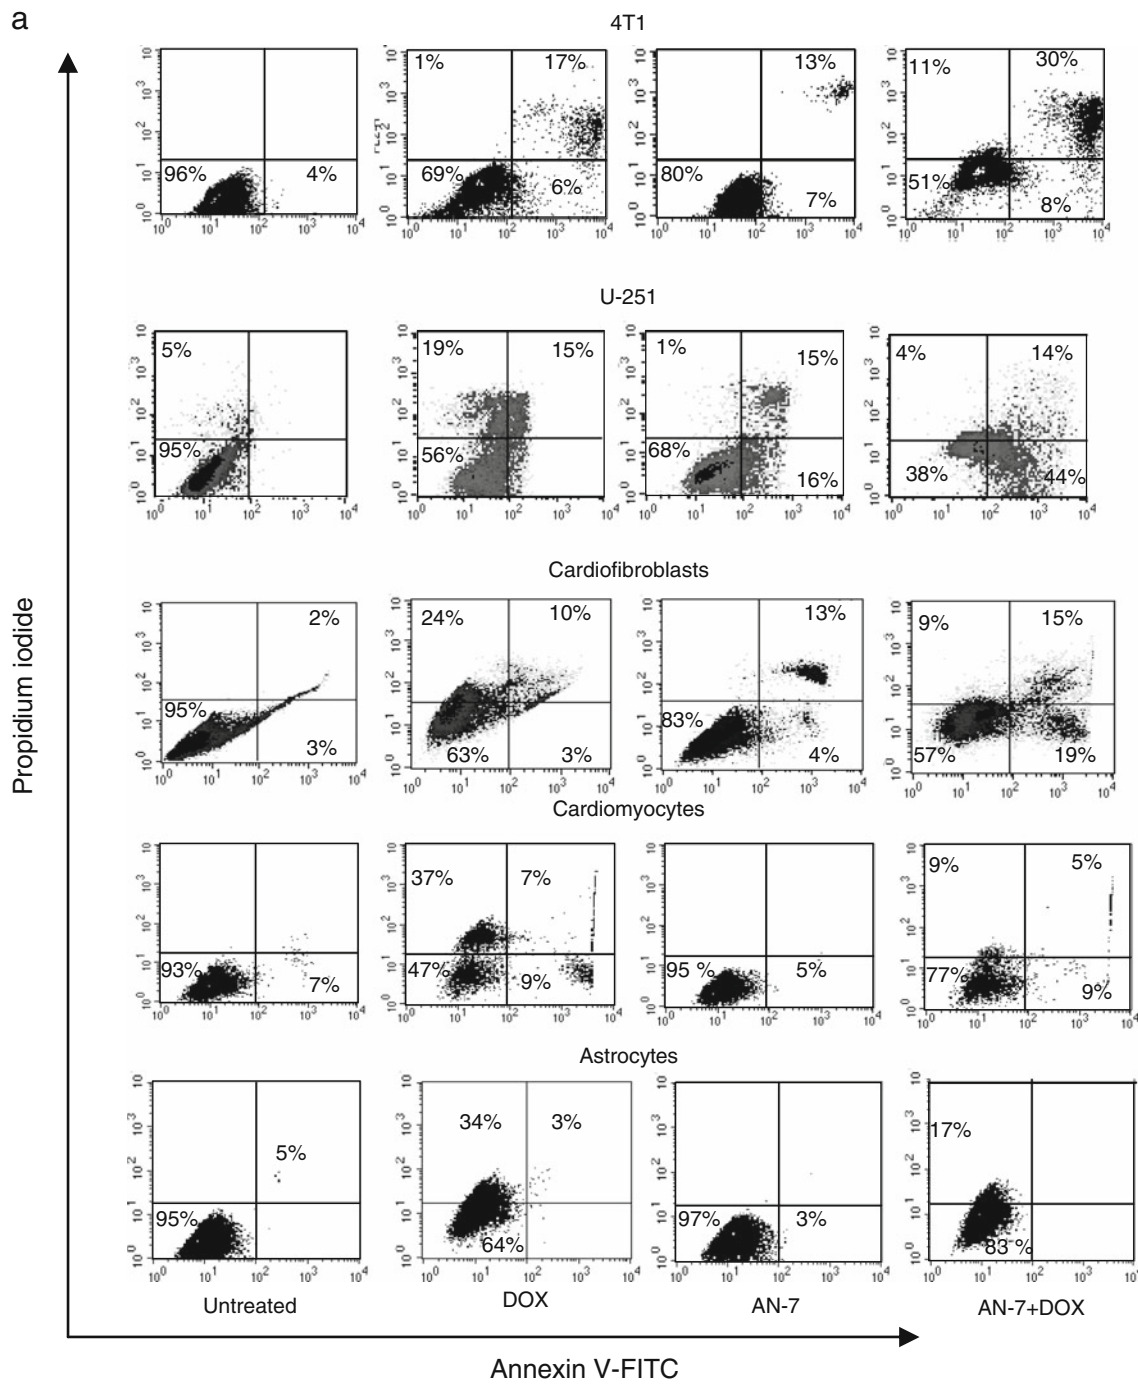 a
4T1
1% 17% 13% 11% 30%
96% 4% 69% 6% 80% 7% 51% 8%
U-251
5% 19% 15% 1% 15% 4% 14%
95% 56% 68% 16% 38% 44%
Cardiofibroblasts
2% 24% 10% 13% 9% 15%
95% 3% 63% 3% 83% 4% 57% 19%
Cardiomyocytes
37% 7% 9% 5%
93% 7% 47% 9% 95 % 5% 77% 9%
Astrocytes
5% 34% 3% 17%
95% 64% 97% 3% 83 %
Untreated DOX AN-7 AN-7+DOX
Propidium iodide
Annexin V-FITC